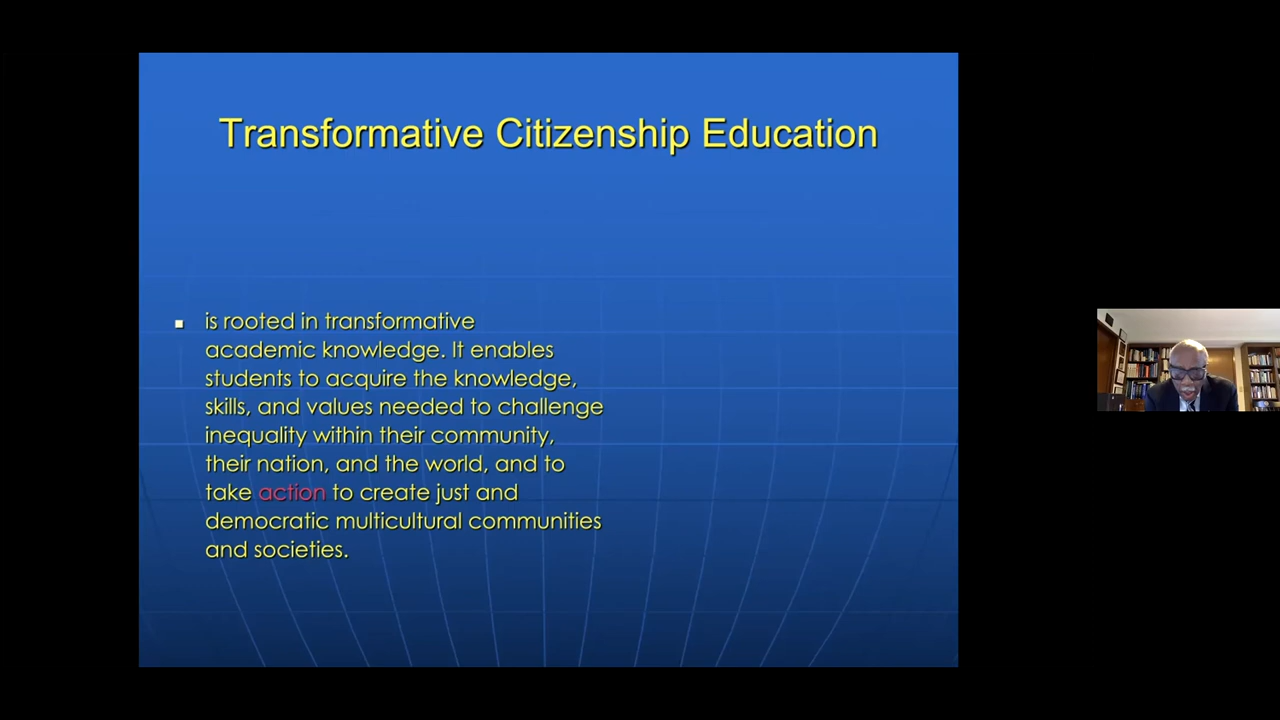 Transformative Citizenship Education
is rooted in transformative
academic knowledge. It enables
students to acquire the knowledge,
skills, and values needed to challenge
inequality within their community,
their nation, and the world, and to
take action to create just and
democratic multicultural communities
and societies.